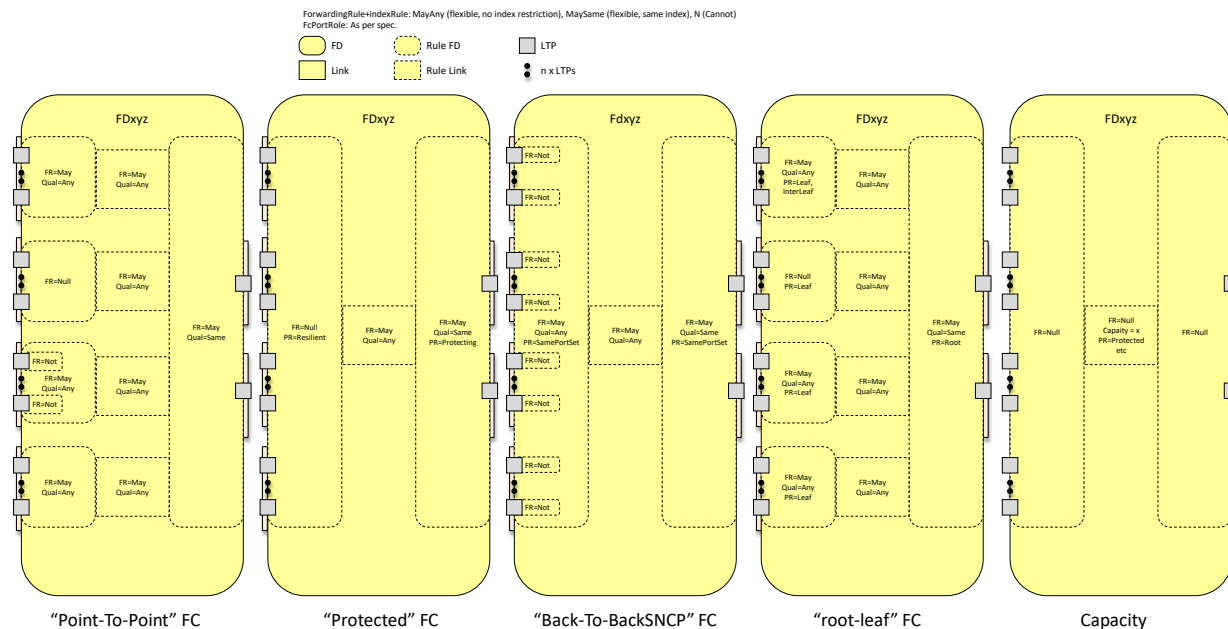 ForwardingRule+indexRule: MayAny (flexible, no index restriction), MaySame (flexible, same index), N (Cannot)
FcPortRole: As per spec.
FD
Rule FD
LTP
Link
Rule Link
n x LTPs
FDxyz
FR=May
Qual=Any
FR=May
Qual=Any
FR=Null
FR=May
Qual=Any
FR=May
Qual=Same
FR=Not
FR=May
Qual=Any
FR=Not
FR=May
Qual=Any
FR=May
Qual=Any
FR=May
Qual=Any
"Point-To-Point" FC
FDxyz
FR=Null
PR=Resilient
FR=May
Qual=Any
FR=May
Qual=Same
PR=Protecting
"Protected" FC
Fdxyz
FR=Not
FR=Not
FR=Not
FR=Not
FR=May
Qual=Any
PR=SamePortSet
FR=May
Qual=Any
FR=May
Qual=Same
PR=SamePortSet
FR=Not
FR=Not
FR=Not
FR=Not
"Back-To-BackSNCP" FC
FDxyz
FR=May
Qual=Any
PR=Leaf,
InterLeaf
FR=May
Qual=Any
FR=Null
PR=Leaf
FR=May
Qual=Any
FR=May
Qual=Same
PR=Root
FR=May
Qual=Any
PR=Leaf
FR=May
Qual=Any
FR=May
Qual=Any
PR=Leaf
FR=May
Qual=Any
"root-leaf" FC
FDxyz
FR=Null
FR=Null
Capaity = x
PR=Protected
etc
FR=Null
Capacity